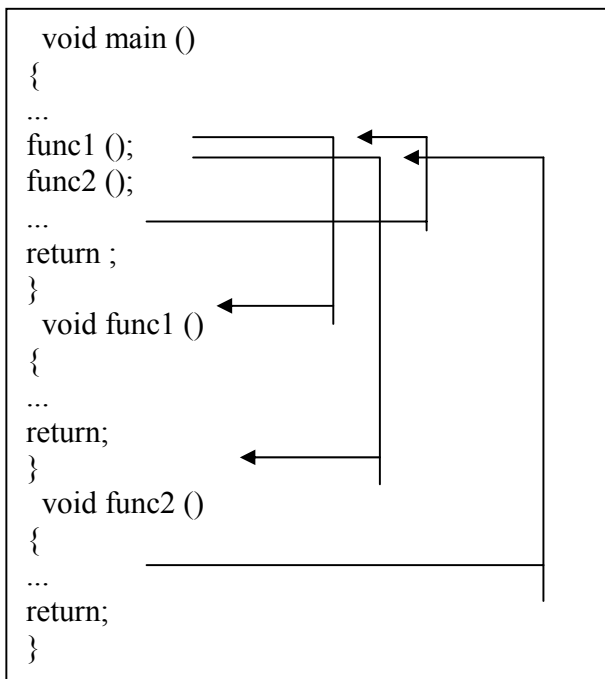 void main ()
{
...
func1 ();
func2 ();
...
return ;
}
void func1 ()
{
...
return;
}
void func2 ()
{
...
return;
}